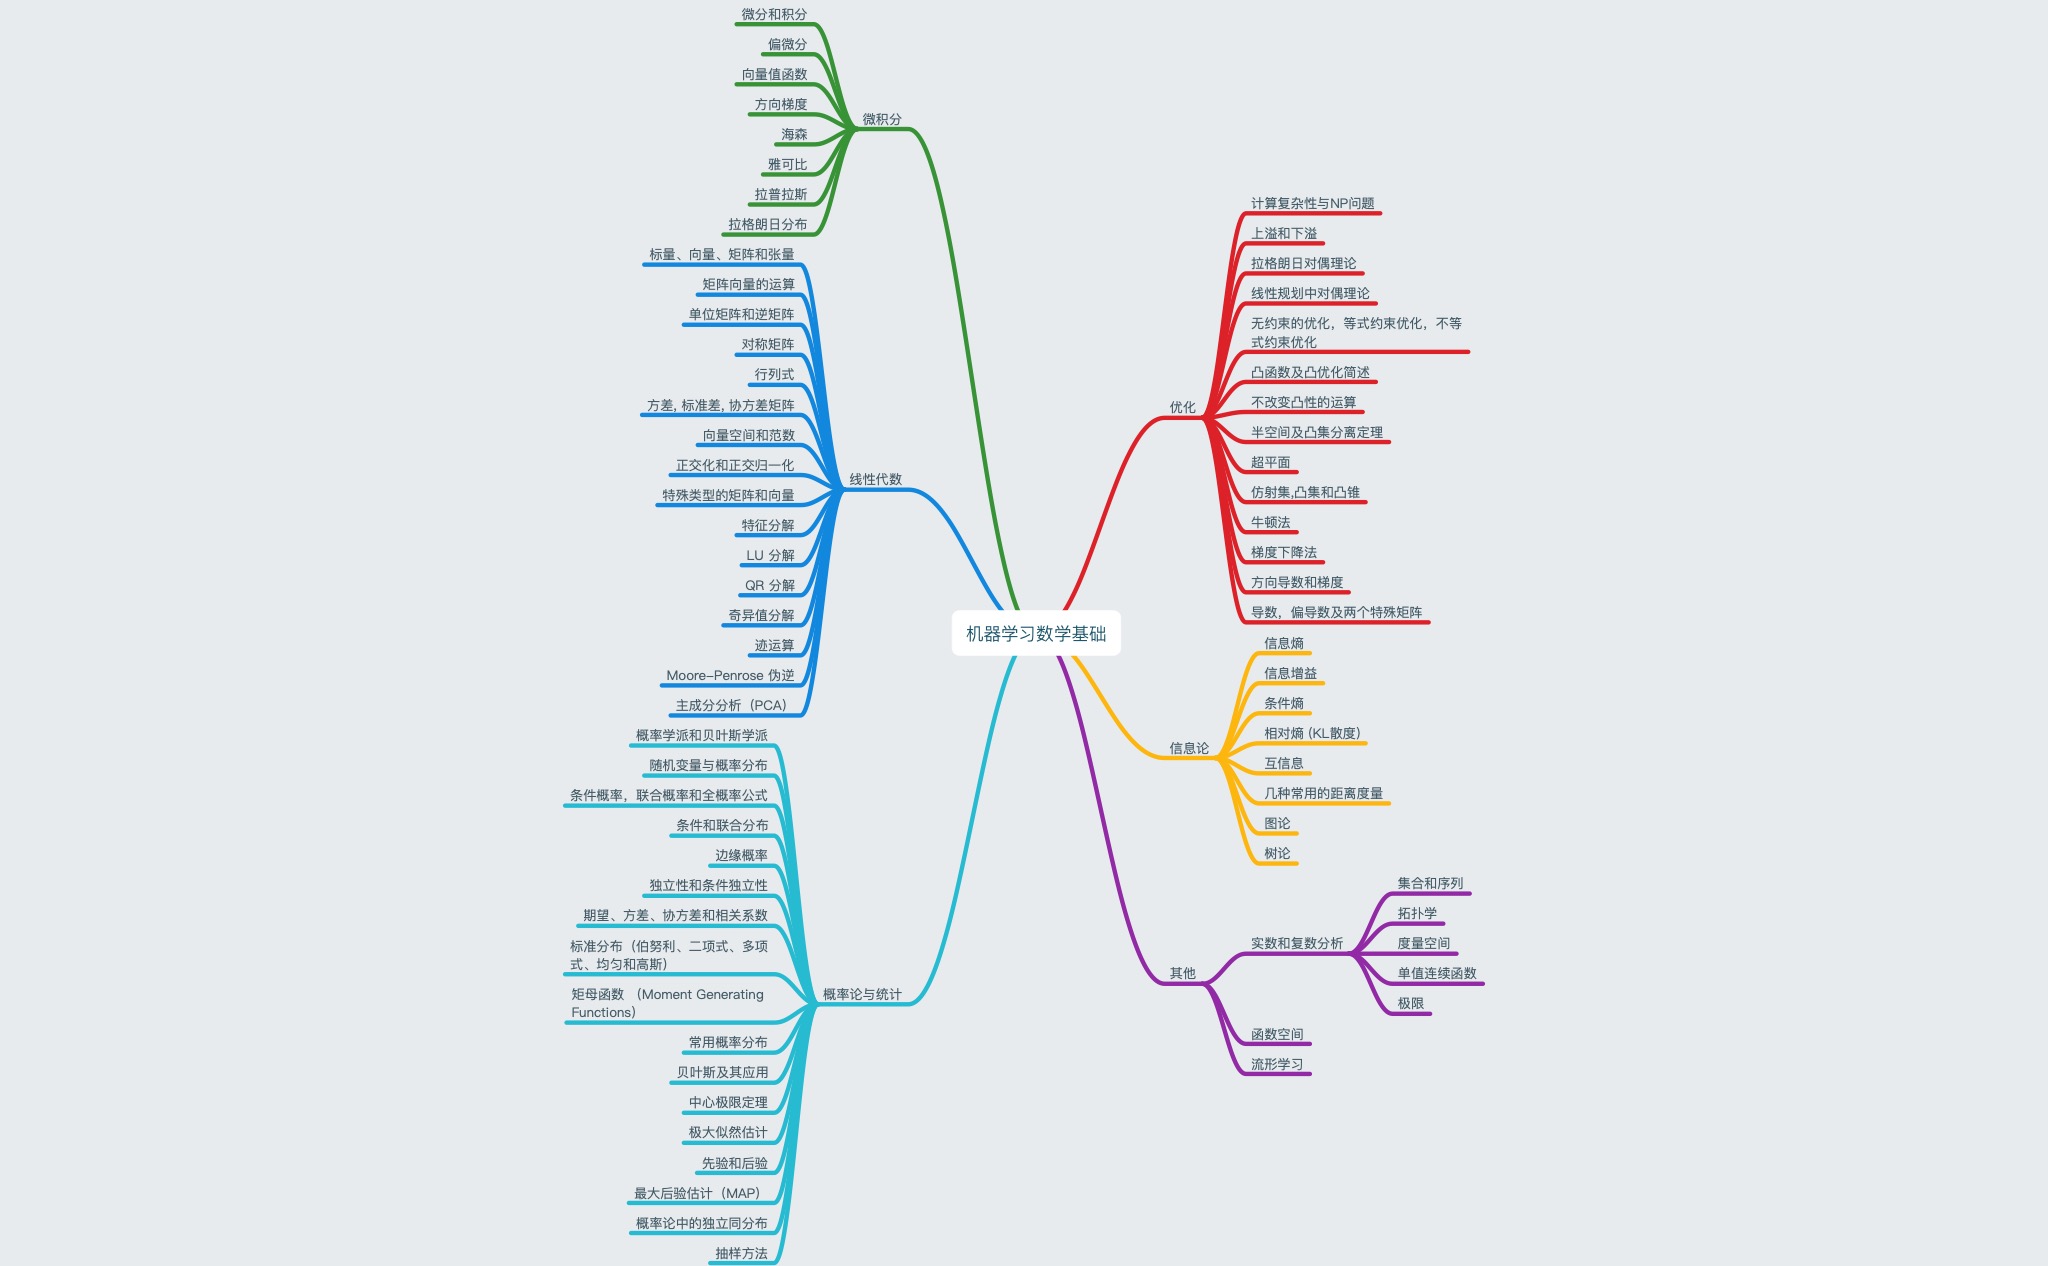 机器学习数学基础
微积分
微分和积分
偏微分
向量值函数
方向梯度
海森
雅可比
拉普拉斯
拉格朗日分布
线性代数
标量、向量、矩阵和张量
矩阵向量的运算
单位矩阵和逆矩阵
对称矩阵
行列式
方差, 标准差, 协方差矩阵
向量空间和范数
正交化和正交归一化
特殊类型的矩阵和向量
特征分解
LU 分解
QR 分解
奇异值分解
迹运算
Moore-Penrose 伪逆
主成分分析（PCA）
概率论与统计
概率学派和贝叶斯学派
随机变量与概率分布
条件概率，联合概率和全概率公式
条件和联合分布
边缘概率
独立性和条件独立性
期望、方差、协方差和相关系数
标准分布（伯努利、二项式、多项
式、均匀和高斯）
矩母函数 （Moment Generating
Functions）
常用概率分布
贝叶斯及其应用
中心极限定理
极大似然估计
先验和后验
最大后验估计（MAP）
概率论中的独立同分布
抽样方法
优化
计算复杂性与NP问题
上溢和下溢
拉格朗日对偶理论
线性规划中对偶理论
无约束的优化，等式约束优化，不等
式约束优化
凸函数及凸优化简述
不改变凸性的运算
半空间及凸集分离定理
超平面
仿射集,凸集和凸锥
牛顿法
梯度下降法
方向导数和梯度
导数，偏导数及两个特殊矩阵
信息论
信息熵
信息增益
条件熵
相对熵 (KL散度)
互信息
几种常用的距离度量
图论
树论
其他
实数和复数分析
集合和序列
拓扑学
度量空间
单值连续函数
极限
函数空间
流形学习